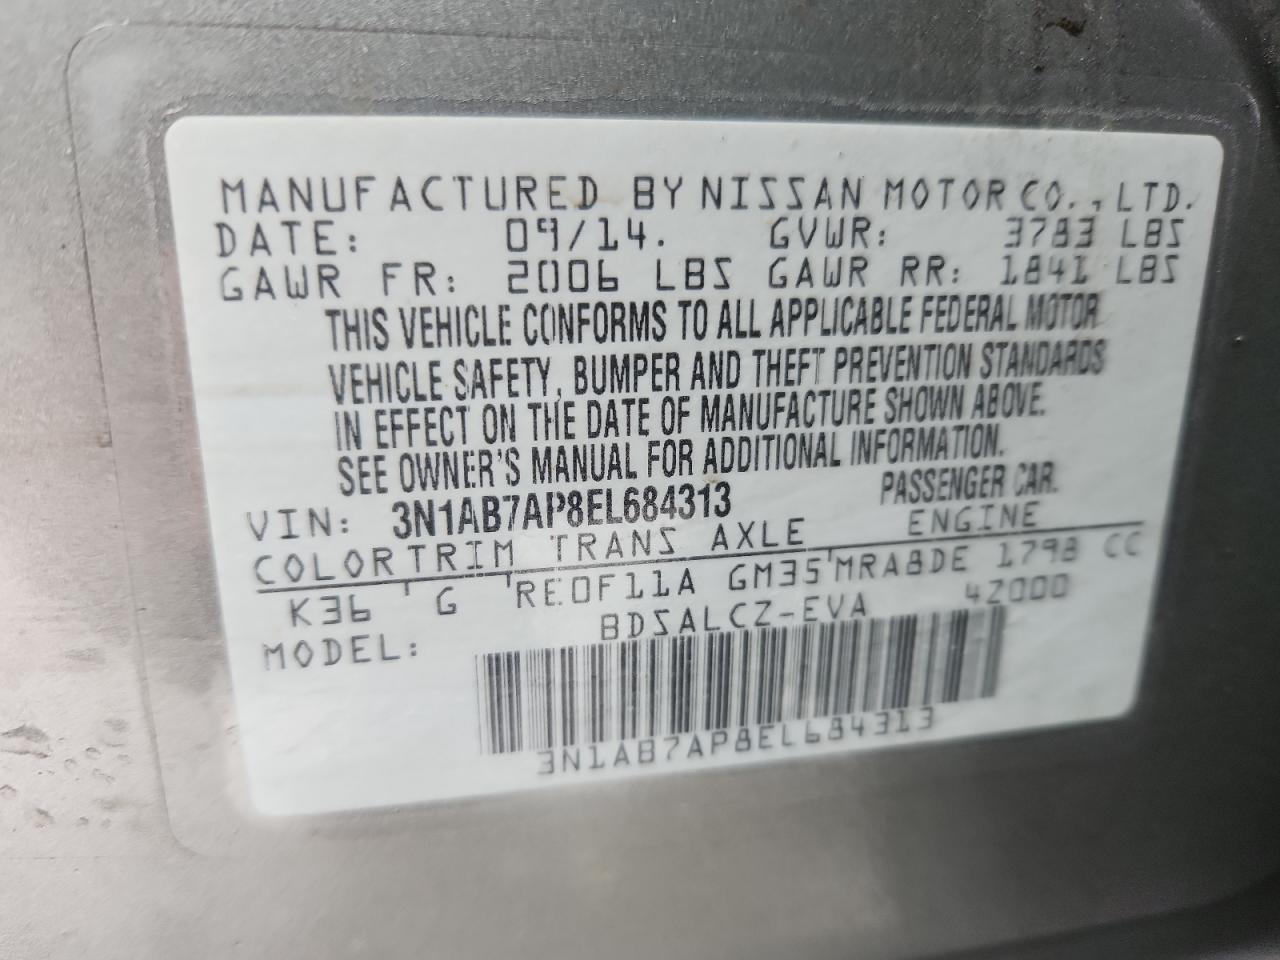 MANUFACTURED BY NISSAN MOTOR CO., LTD.
DATE: 09/14. GVWR: 3783 LBS
GAWR FR: 2006 LBS GAWR RR: 1841 LBS
THIS VEHICLE CONFORMS TO ALL APPLICABLE FEDERAL MOTOR
VEHICLE SAFETY, BUMPER AND THEFT PREVENTION STANDARDS
IN EFFECT ON THE DATE OF MANUFACTURE SHOWN ABOVE.
SEE OWNER'S MANUAL FOR ADDITIONAL INFORMATION.
VIN: 3N1AB7AP8EL684313 PASSENGER CAR.
COLOR TRIM TRANS AXLE ENGINE
K36 ' G ' RE0F11A GM35 ' MRA8DE 1798 CC
MODEL: BDSALCZ-EVA 42000
3N1AB7AP8EL684313